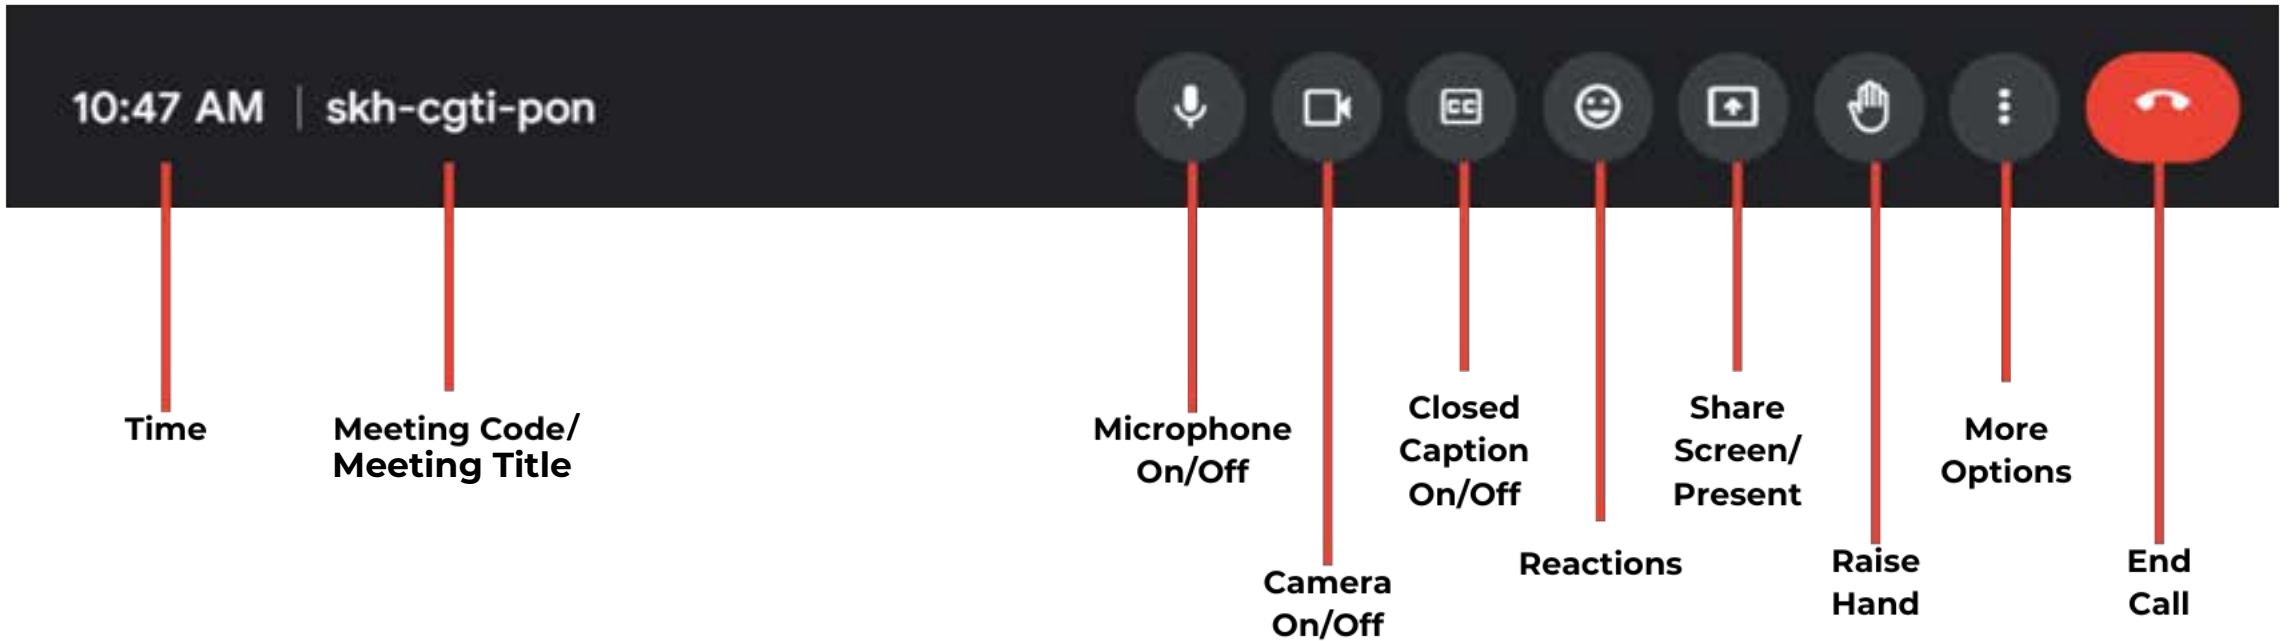 10:47 AM | skh-cgti-pon
CC
Time
Meeting Code/
Meeting Title
Microphone
On/Off
Camera
On/Off
Closed
Caption
On/Off
Reactions
Share
Screen/
Present
Raise
Hand
More
Options
End
Call